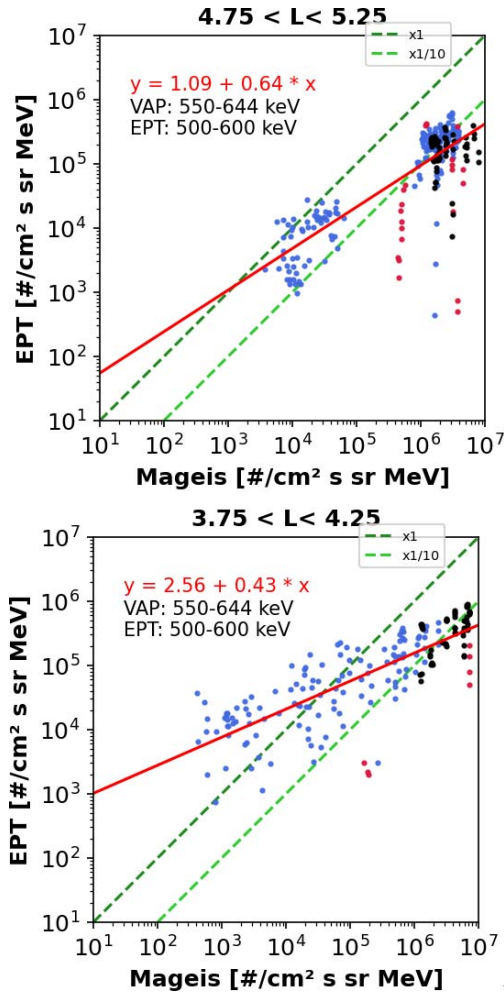 4.75 < L< 5.25
x1
x1/10
y = 1.09 + 0.64 * x
VAP: 550-644 keV
EPT: 500-600 keV
EPT [#/cm² s sr MeV]
10⁷
10⁶
10⁵
10⁴
10³
10²
10¹
10¹ 10² 10³ 10⁴ 10⁵ 10⁶ 10⁷
Mageis [#/cm² s sr MeV]
3.75 < L< 4.25
x1
x1/10
y = 2.56 + 0.43 * x
VAP: 550-644 keV
EPT: 500-600 keV
EPT [#/cm² s sr MeV]
10⁷
10⁶
10⁵
10⁴
10³
10²
10¹
10¹ 10² 10³ 10⁴ 10⁵ 10⁶ 10⁷
Mageis [#/cm² s sr MeV]